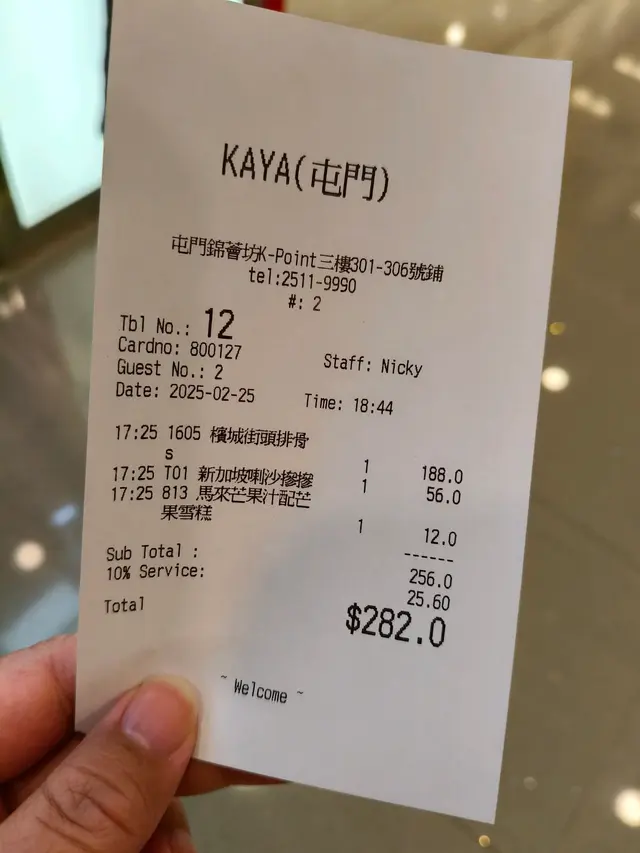 KAYA(屯門)
屯門錦薈坊K-Point三樓301-306號鋪
tel:2511-9990
#: 2
Tbl No.: 12
Cardno: 800127
Staff: Nicky
Guest No.: 2
Date: 2025-02-25 Time: 18:44
17:25 1605 檳城街頭排骨
s 1 188.0
17:25 T01 新加坡喇沙摻摻 1 56.0
17:25 813 馬來芒果汁配芒
果雪糕 1 12.0
------
Sub Total : 256.0
10% Service: 25.60
Total $282.0
~ Welcome ~